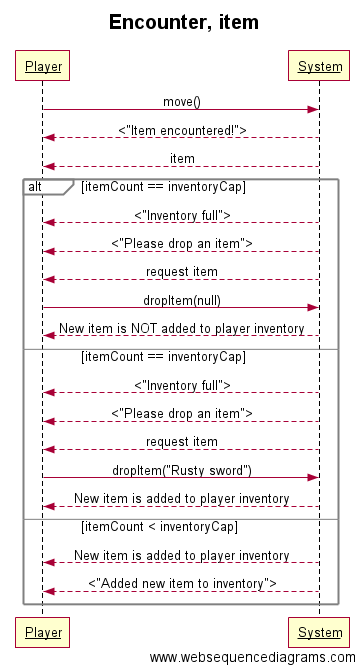 Encounter, item
Player System
move()
<"Item encountered!">
item
alt [itemCount == inventoryCap]
<"Inventory full">
<"Please drop an item">
request item
dropItem(null)
New item is NOT added to player inventory
[itemCount == inventoryCap]
<"Inventory full">
<"Please drop an item">
request item
dropItem("Rusty sword")
New item is added to player inventory
[itemCount < inventoryCap]
New item is added to player inventory
<"Added new item to inventory">
Player System
www.websequencediagrams.com